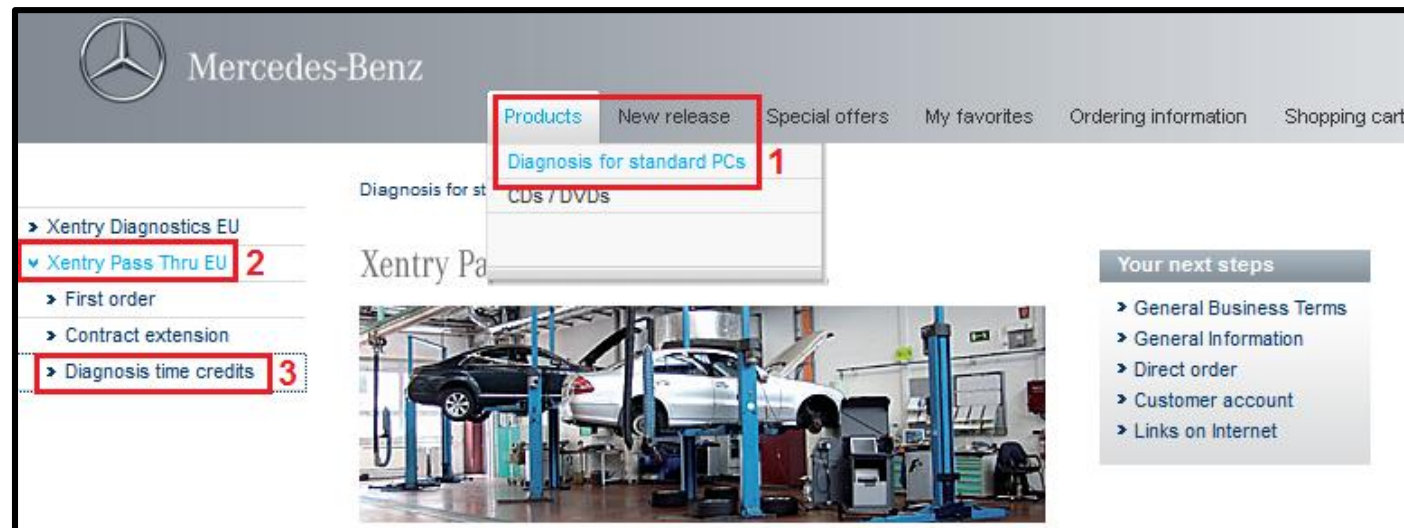 Mercedes-Benz
Products New release Special offers My favorites Ordering information Shopping cart
Diagnosis for standard PCs 1
CDs / DVDs
Diagnosis for st
Xentry Diagnostics EU
Xentry Pass Thru EU 2
First order
Contract extension
Diagnosis time credits 3
Xentry Pa
Your next steps
General Business Terms
General Information
Direct order
Customer account
Links on Internet